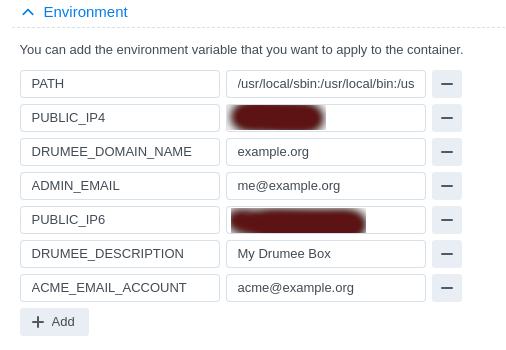 Environment
You can add the environment variable that you want to apply to the container.
PATH /usr/local/sbin:/usr/local/bin:/us
PUBLIC_IP4
DRUMEE_DOMAIN_NAME example.org
ADMIN_EMAIL me@example.org
PUBLIC_IP6
DRUMEE_DESCRIPTION My Drumee Box
ACME_EMAIL_ACCOUNT acme@example.org
Add